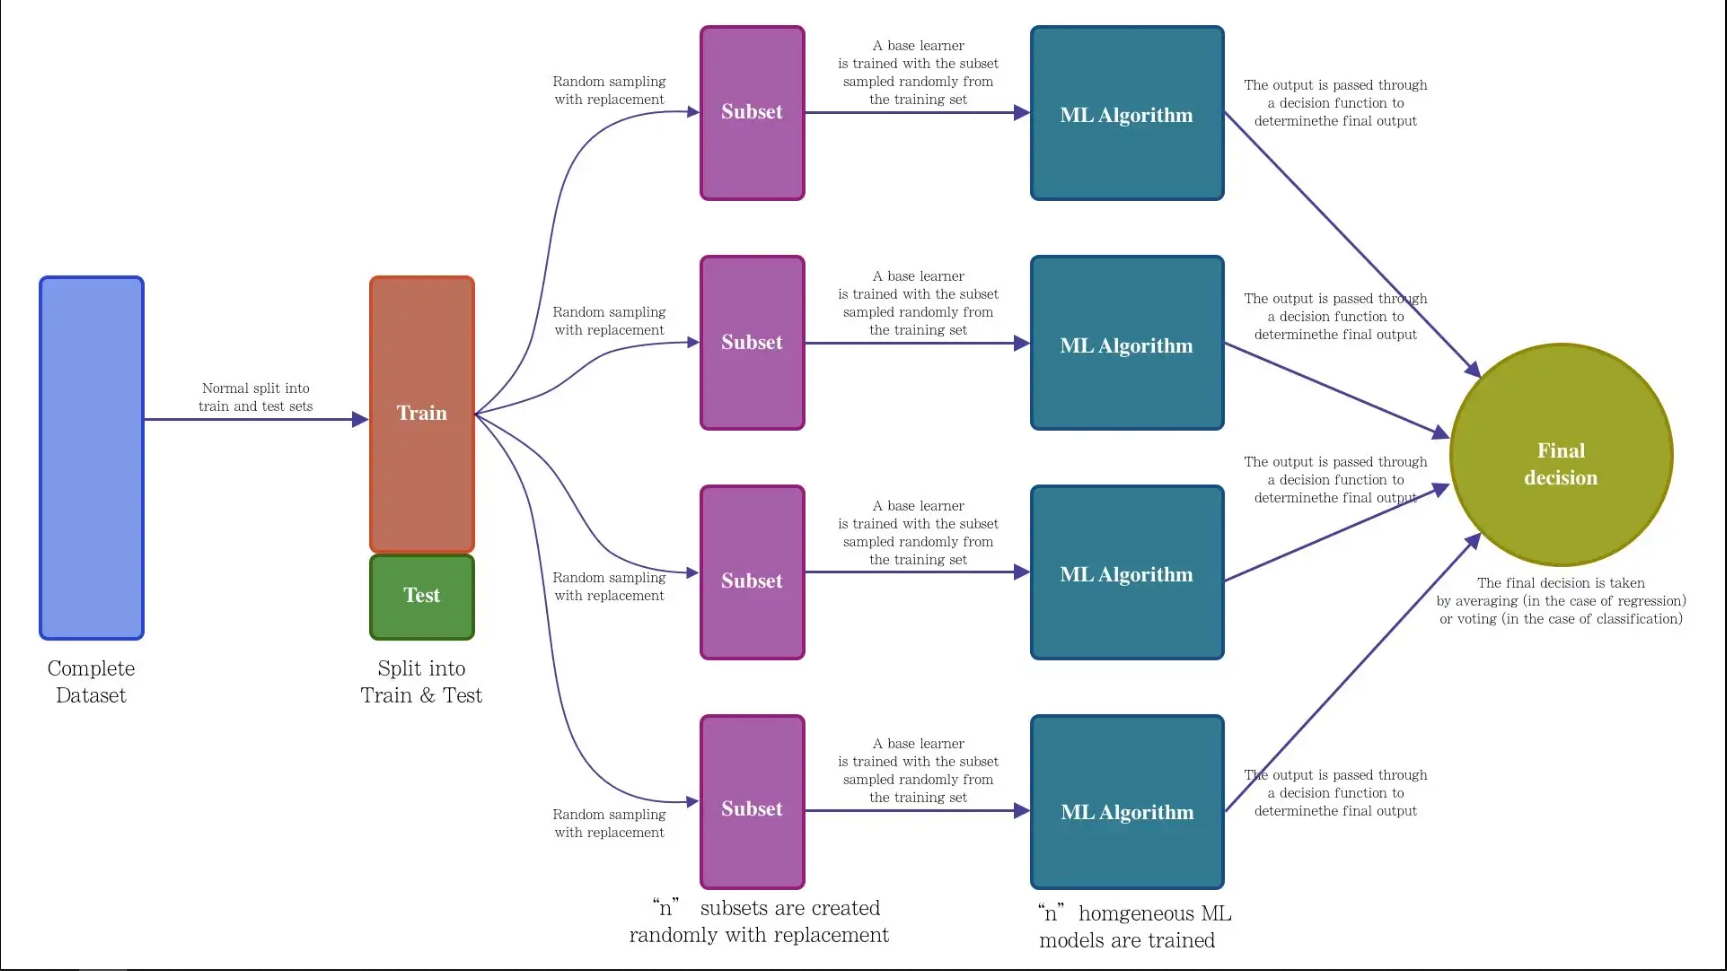 Complete
Dataset
Normal split into
train and test sets
Train
Test
Split into
Train & Test
Random sampling
with replacement
Subset
A base learner
is trained with the subset
sampled randomly from
the training set
ML Algorithm
The output is passed through
a decision function to
determinethe final output
Random sampling
with replacement
Subset
A base learner
is trained with the subset
sampled randomly from
the training set
ML Algorithm
The output is passed through
a decision function to
determinethe final output
Random sampling
with replacement
Subset
A base learner
is trained with the subset
sampled randomly from
the training set
ML Algorithm
The output is passed through
a decision function to
determinethe final output
Random sampling
with replacement
Subset
A base learner
is trained with the subset
sampled randomly from
the training set
ML Algorithm
The output is passed through
a decision function to
determinethe final output
“n” subsets are created
randomly with replacement
“n” homgeneous ML
models are trained
Final
decision
The final decision is taken
by averaging (in the case of regression)
or voting (in the case of classification)